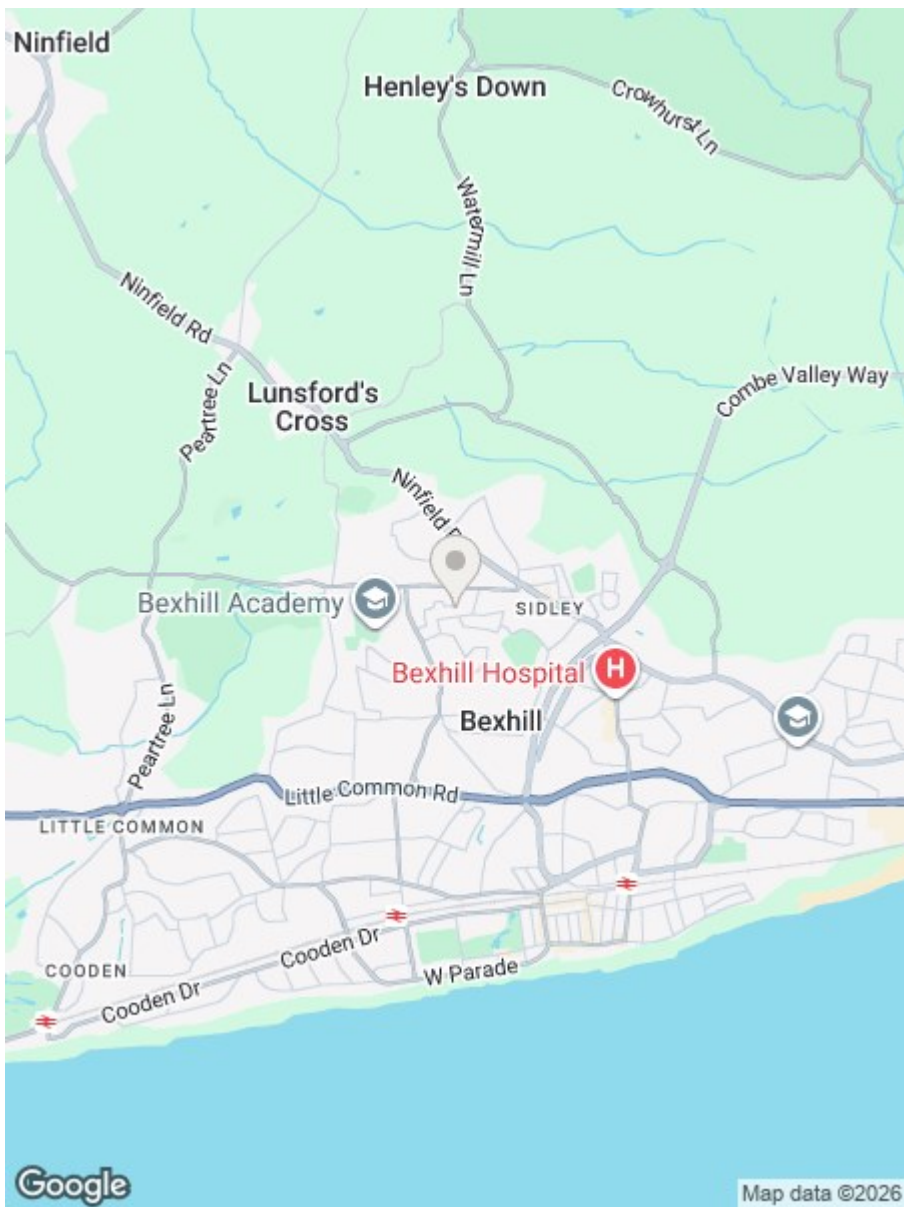 Ninfield
Henley's Down
Crowhurst Ln
Watermill Ln
Ninfield Rd
Combe Valley Way
Peartree Ln
Lunsford's
Cross
Ninfield R
Bexhill Academy
SIDLEY
Bexhill Hospital
H
Bexhill
Peartree Ln
Little Common Rd
LITTLE COMMON
Cooden Dr
W Parade
COODEN
Cooden Dr
Google
Map data ©2026